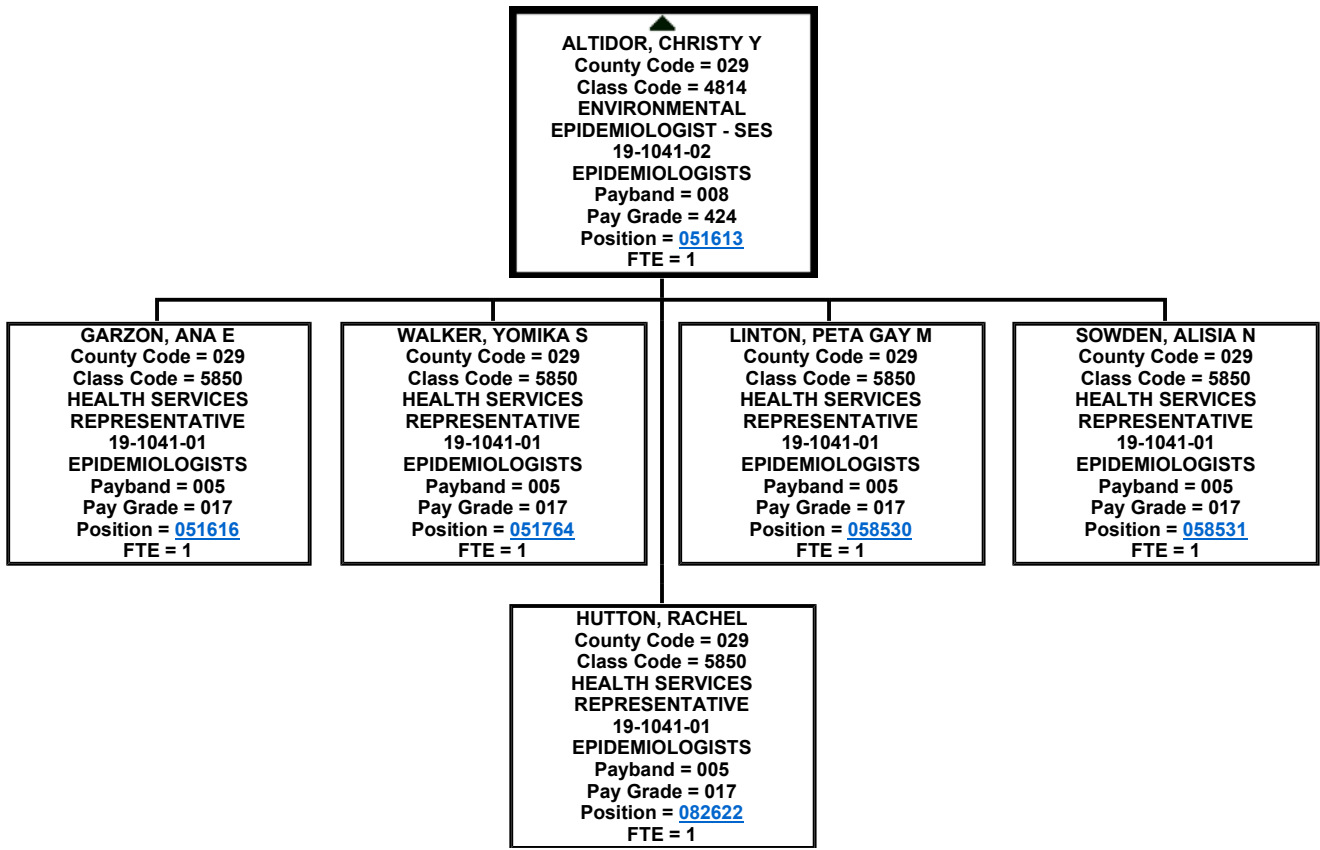 ALTIDOR, CHRISTY Y
County Code = 029
Class Code = 4814
ENVIRONMENTAL
EPIDEMIOLOGIST - SES
19-1041-02
EPIDEMIOLOGISTS
Payband = 008
Pay Grade = 424
Position = 051613
FTE = 1
GARZON, ANA E
County Code = 029
Class Code = 5850
HEALTH SERVICES
REPRESENTATIVE
19-1041-01
EPIDEMIOLOGISTS
Payband = 005
Pay Grade = 017
Position = 051616
FTE = 1
WALKER, YOMIKA S
County Code = 029
Class Code = 5850
HEALTH SERVICES
REPRESENTATIVE
19-1041-01
EPIDEMIOLOGISTS
Payband = 005
Pay Grade = 017
Position = 051764
FTE = 1
LINTON, PETA GAY M
County Code = 029
Class Code = 5850
HEALTH SERVICES
REPRESENTATIVE
19-1041-01
EPIDEMIOLOGISTS
Payband = 005
Pay Grade = 017
Position = 058530
FTE = 1
SOWDEN, ALISIA N
County Code = 029
Class Code = 5850
HEALTH SERVICES
REPRESENTATIVE
19-1041-01
EPIDEMIOLOGISTS
Payband = 005
Pay Grade = 017
Position = 058531
FTE = 1
HUTTON, RACHEL
County Code = 029
Class Code = 5850
HEALTH SERVICES
REPRESENTATIVE
19-1041-01
EPIDEMIOLOGISTS
Payband = 005
Pay Grade = 017
Position = 082622
FTE = 1